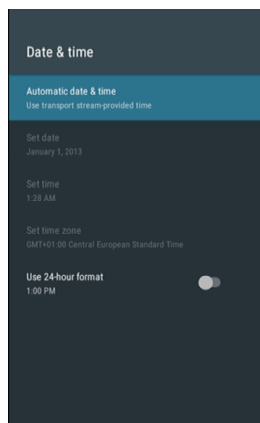 Date & time
Automatic date & time
Use transport stream-provided time
Set date
January 1, 2013
Set time
1:28 AM
Set time zone
GMT+01:00 Central European Standard Time
Use 24-hour format
1:00 PM